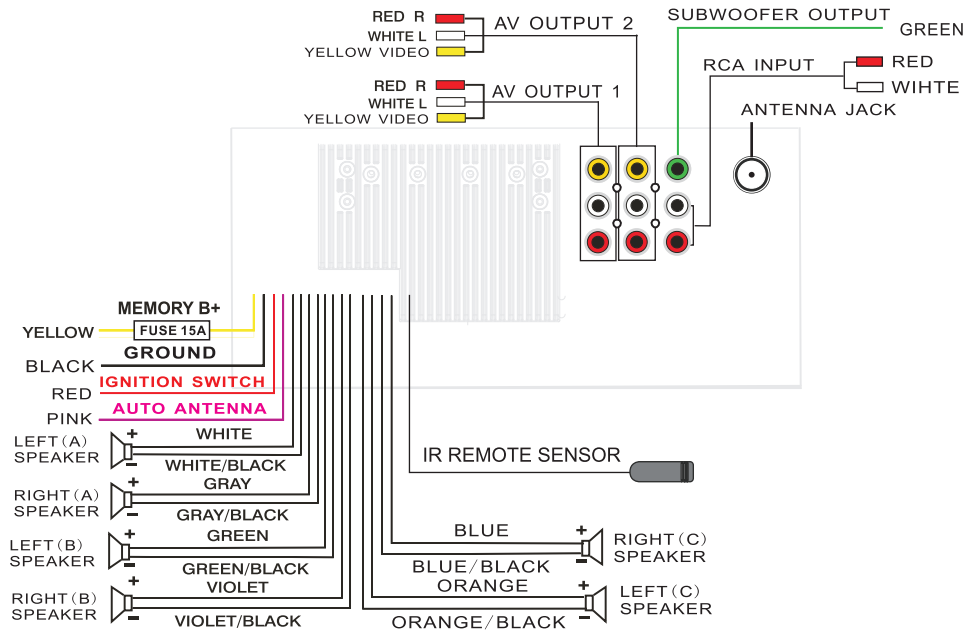 RED R
WHITE L
YELLOW VIDEO
AV OUTPUT 2
SUBWOOFER OUTPUT
GREEN
RCA INPUT
RED
WIHTE
RED R
WHITE L
YELLOW VIDEO
AV OUTPUT 1
ANTENNA JACK
MEMORY B+
YELLOW
FUSE 15A
GROUND
BLACK
IGNITION SWITCH
RED
AUTO ANTENNA
PINK
+
LEFT(A)
SPEAKER
-
WHITE
WHITE/BLACK
+
RIGHT(A)
SPEAKER
-
GRAY
GRAY/BLACK
+
LEFT(B)
SPEAKER
-
GREEN
GREEN/BLACK
+
RIGHT(B)
SPEAKER
-
VIOLET
VIOLET/BLACK
IR REMOTE SENSOR
BLUE
BLUE/BLACK
+
RIGHT(C)
SPEAKER
-
ORANGE
ORANGE/BLACK
+
LEFT(C)
SPEAKER
-